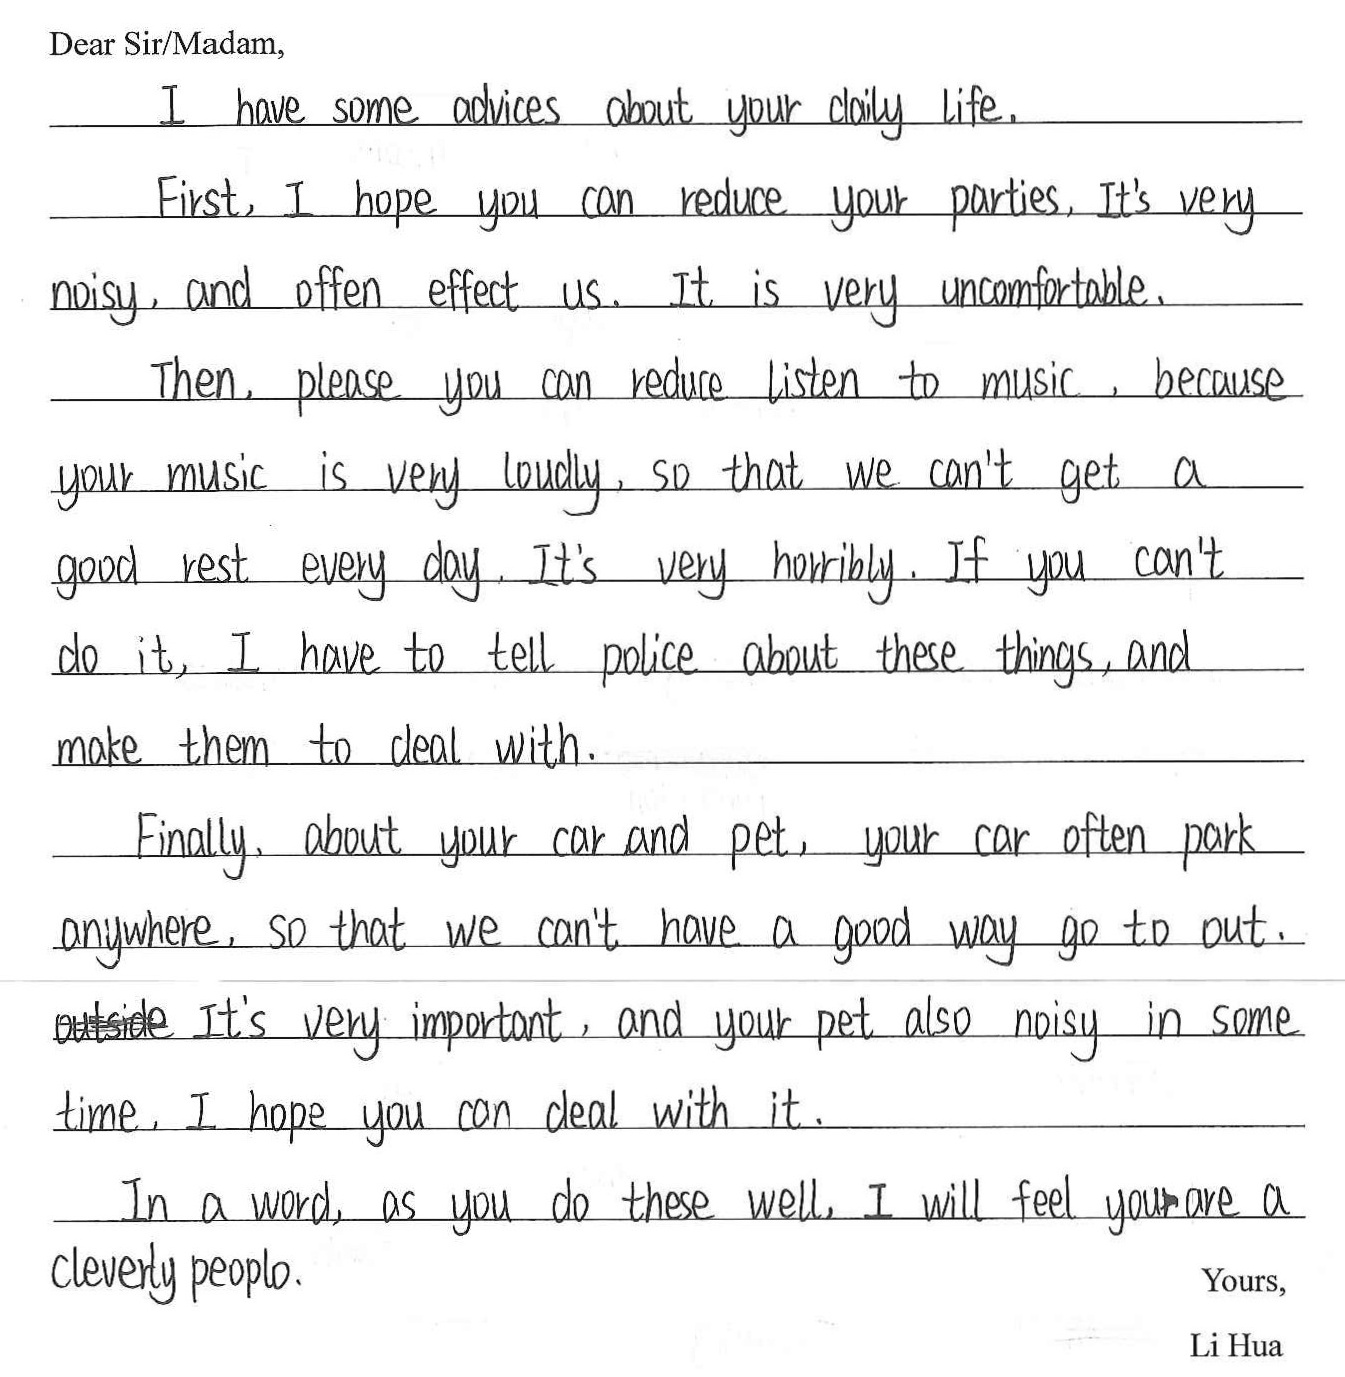 Dear Sir/Madam,
I have some advices about your daily life.
First, I hope you can reduce your parties, It's very
noisy, and offen effect us. It is very uncomfortable.
Then, please you can reduce listen to music, because
your music is very loudly, so that we can't get a
good rest every day. It's very horribly. If you can't
do it, I have to tell police about these things, and
make them to deal with.
Finally, about your car and pet, your car often park
anywhere, so that we can't have a good way go to out.
It's very important, and your pet also noisy in some
time, I hope you can deal with it.
In a word, as you do these well, I will feel you are a
cleverly peoplo.
Yours,
Li Hua